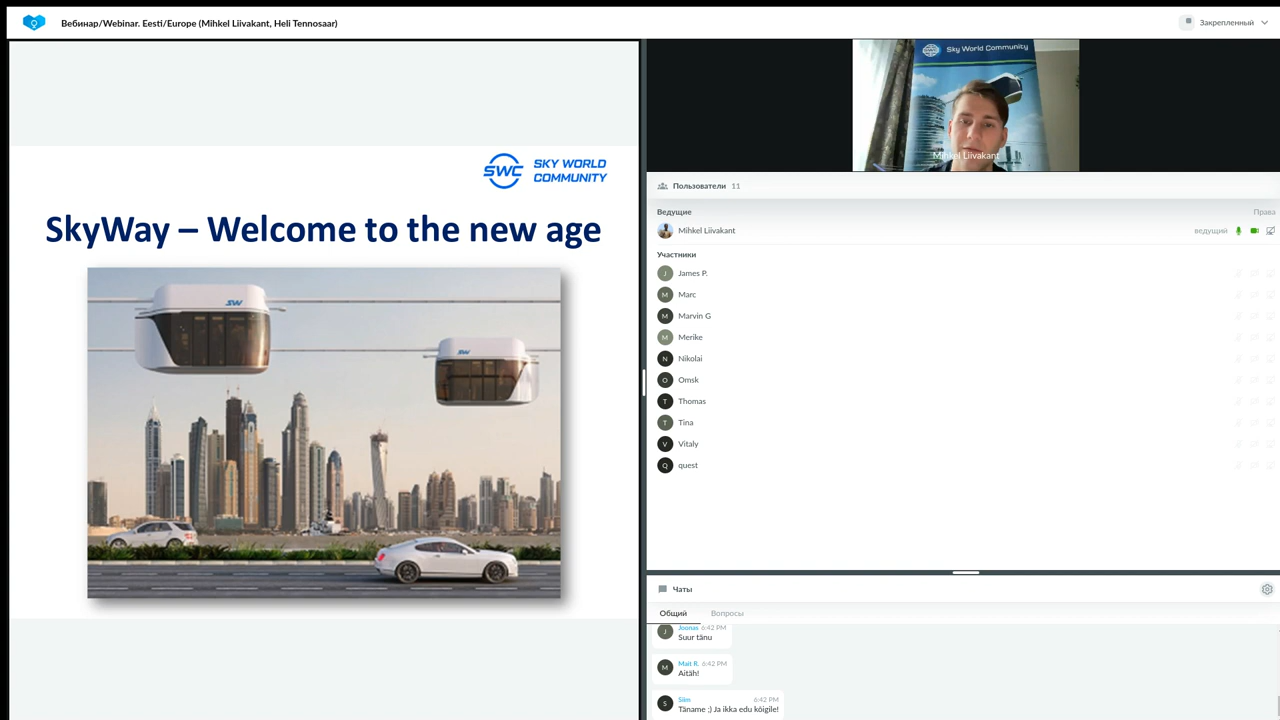 Вебинар/Webinar. Eesti/Europe (Mihkel Liivakant, Heli Tennosaar)
Закрепленный
SWC SKY WORLD
COMMUNITY
SkyWay – Welcome to the new age
SW
SW
Sky World Community
Mihkel Liivakant
Пользователи 11
Ведущие
Права
Mihkel Liivakant
ведущий
Участники
J James P.
M Marc
M Marvin G
M Merike
N Nikolai
O Omsk
T Thomas
T Tina
V Vitaly
Q quest
Чаты
Общий Вопросы
Joonas 6:42 PM
J Suur tänu
Mait R. 6:42 PM
M Aitäh!
Siim 6:42 PM
S Täname ;) Ja ikka edu kõigile!